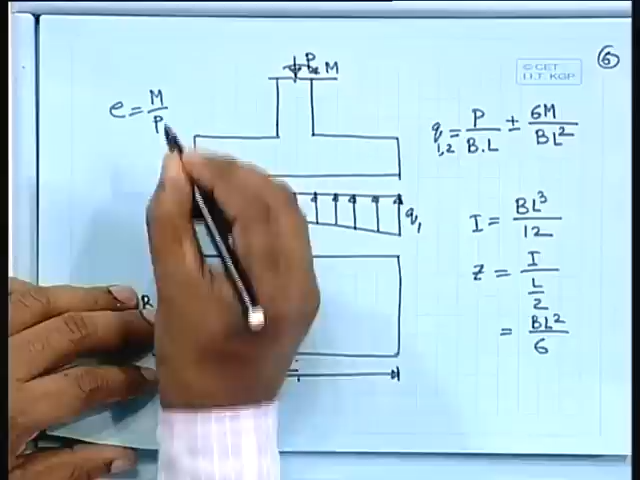 6
© CET
I.I.T. KGP
P M
e = M/P
q1,2 = P/B.L ± 6M/BL²
q1
I = BL³/12
Z = I/(L/2)
= BL²/6